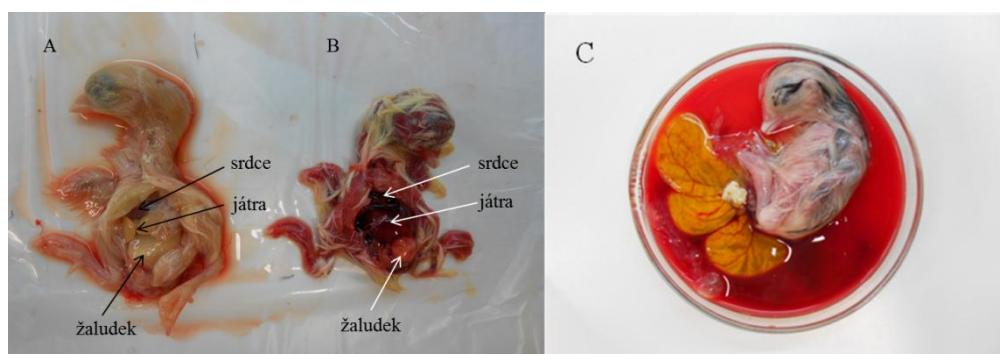 A
B
C
srdce
játra
žaludek
srdce
játra
žaludek